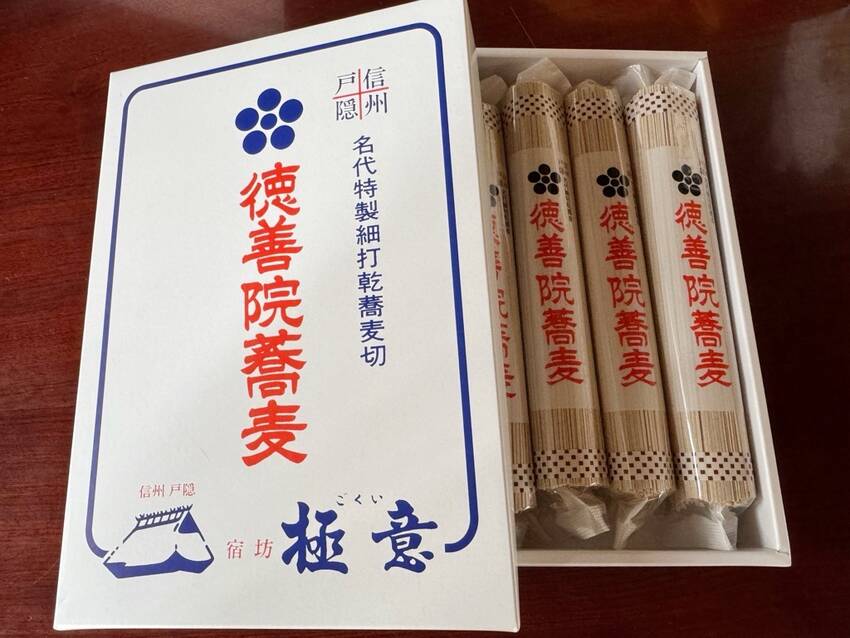 信州
戸隠
名代特製細打乾蕎麦切
徳善院蕎麦
信州 戸隠
宿坊
ごくい
極意
徳善院蕎麦
徳善院蕎麦
徳善院蕎麦